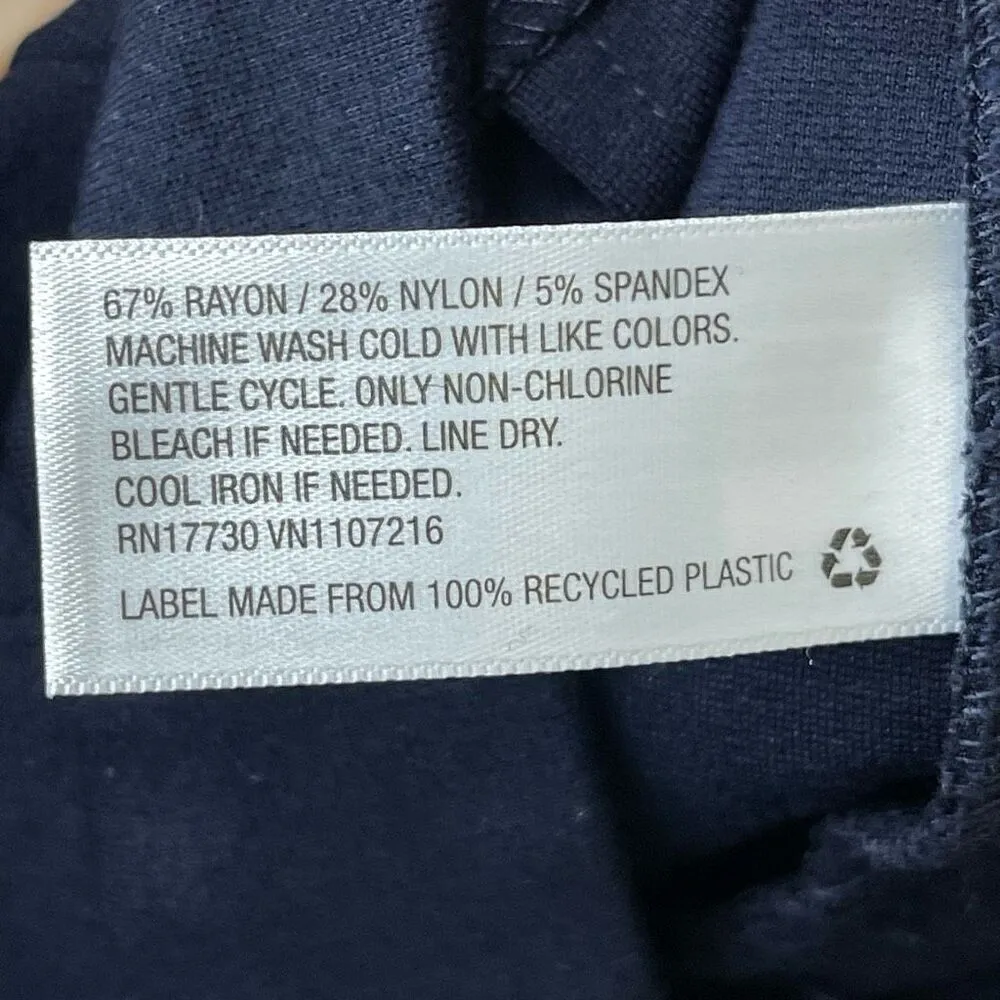 67% RAYON / 28% NYLON / 5% SPANDEX
MACHINE WASH COLD WITH LIKE COLORS.
GENTLE CYCLE. ONLY NON-CHLORINE
BLEACH IF NEEDED. LINE DRY.
COOL IRON IF NEEDED.
RN17730 VN1107216
LABEL MADE FROM 100% RECYCLED PLASTIC